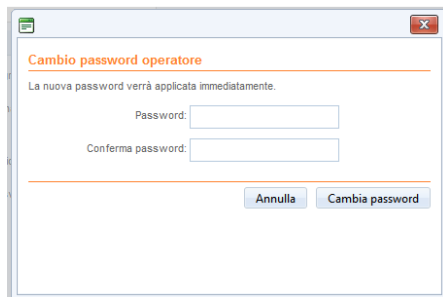 Cambio password operatore
La nuova password verrà applicata immediatamente.
Password:
Conferma password:
Annulla Cambia password